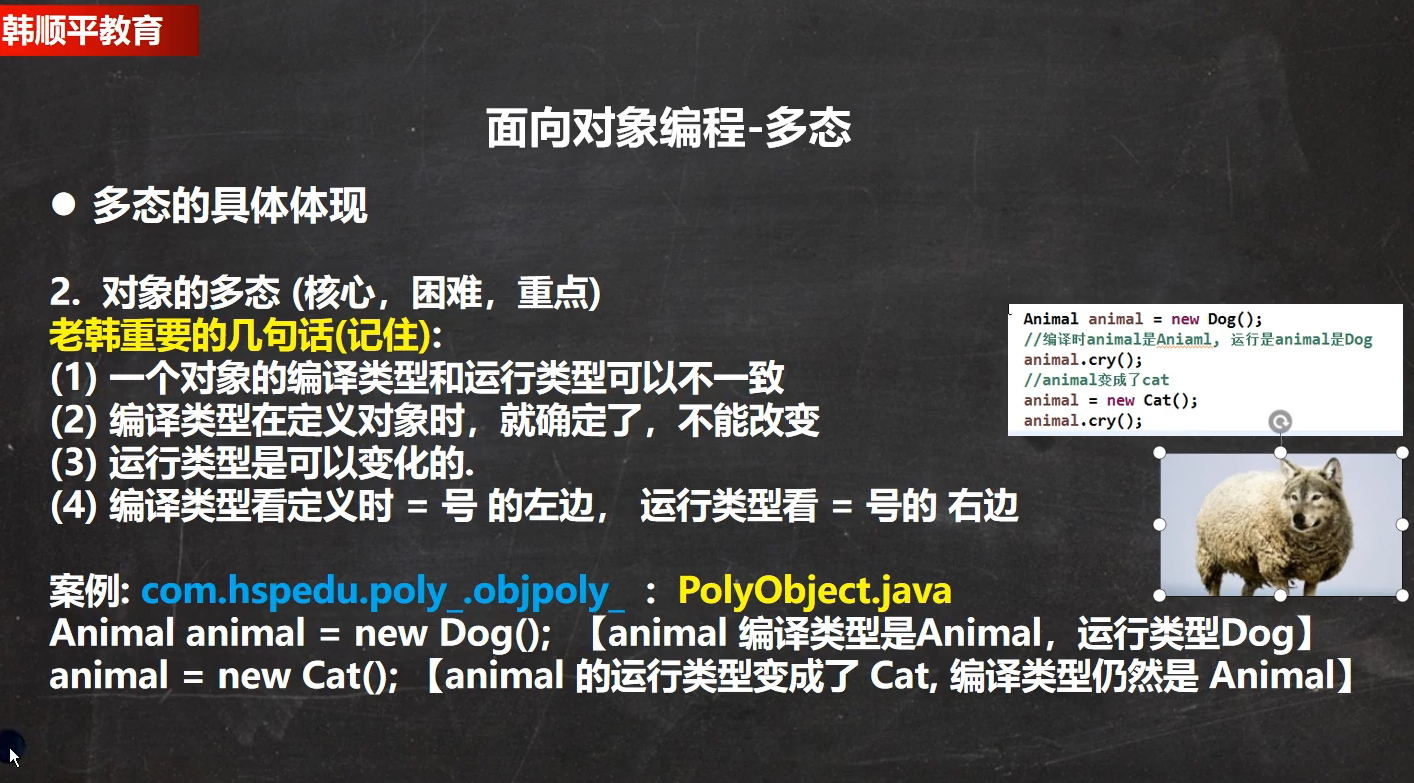 韩顺平教育
面向对象编程-多态
● 多态的具体体现
2. 对象的多态 (核心，困难，重点)
老韩重要的几句话(记住):
(1) 一个对象的编译类型和运行类型可以不一致
(2) 编译类型在定义对象时，就确定了，不能改变
(3) 运行类型是可以变化的.
(4) 编译类型看定义时 = 号 的左边， 运行类型看 = 号的 右边
Animal animal = new Dog();
//编译时animal是Aniaml, 运行是animal是Dog
animal.cry();
//animal变成了cat
animal = new Cat();
animal.cry();
案例: com.hspedu.poly_.objpoly_ : PolyObject.java
Animal animal = new Dog(); 【animal 编译类型是Animal，运行类型Dog】
animal = new Cat(); 【animal 的运行类型变成了 Cat, 编译类型仍然是 Animal】